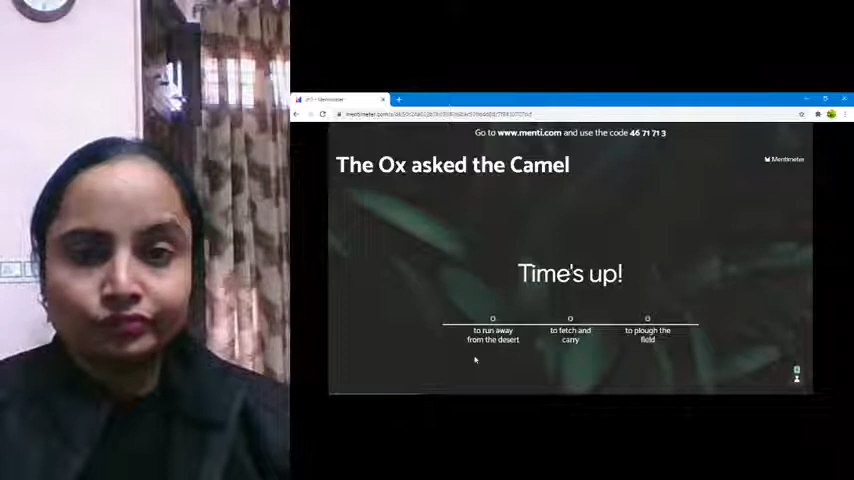 Go to www.menti.com and use the code 46 71 71 3
The Ox asked the Camel
Mentimeter
Time's up!
0 0 0
to run away
from the desert
to fetch and
carry
to plough the
field